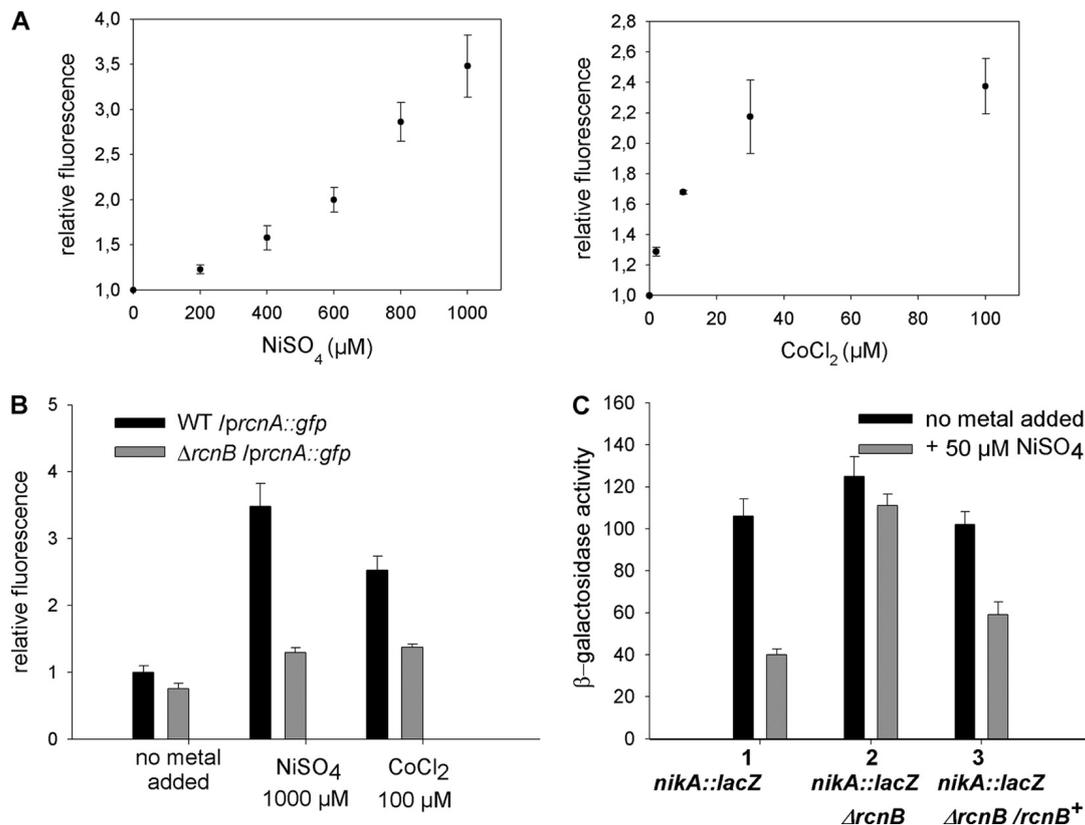 A
4,0
3,5
3,0
2,5
2,0
1,5
1,0
relative fluorescence
0 200 400 600 800 1000
NiSO4 (µM)
2,8
2,6
2,4
2,2
2,0
1,8
1,6
1,4
1,2
1,0
relative fluorescence
0 20 40 60 80 100
CoCl2 (µM)
B
5
4
3
2
1
0
relative fluorescence
WT /prcnA::gfp
ΔrcnB /prcnA::gfp
no metal
added
NiSO4
1000 µM
CoCl2
100 µM
C
160
140
120
100
80
60
40
20
0
β–galactosidase activity
no metal added
+ 50 µM NiSO4
1 2 3
nikA::lacZ nikA::lacZ nikA::lacZ
ΔrcnB ΔrcnB /rcnB+